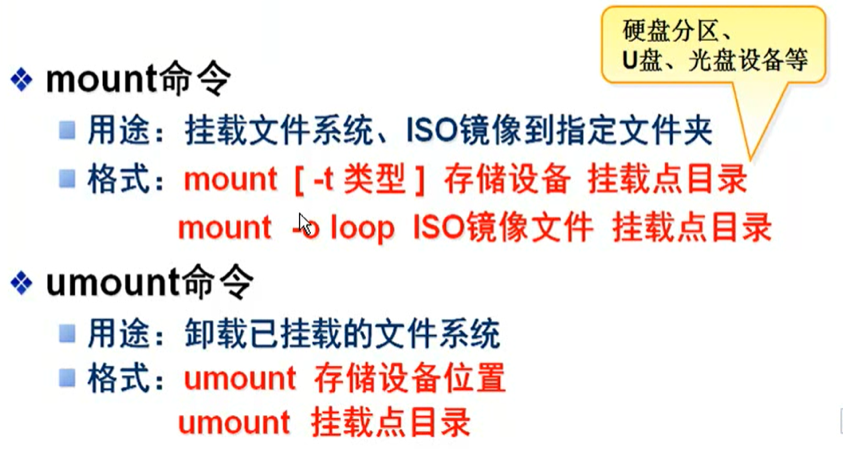 硬盘分区、
U盘、光盘设备等
mount命令
用途：挂载文件系统、ISO镜像到指定文件夹
格式：mount [ -t 类型 ] 存储设备 挂载点目录
mount -o loop ISO镜像文件 挂载点目录
umount命令
用途：卸载已挂载的文件系统
格式：umount 存储设备位置
umount 挂载点目录